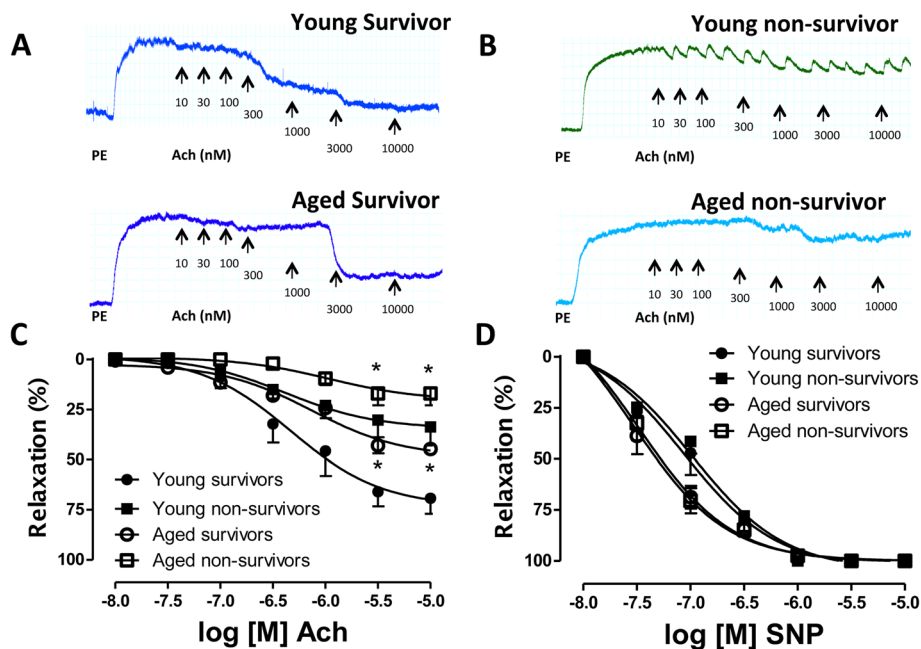 A
Young Survivor
10 30 100 300 1000 3000 10000
PE Ach (nM)
Aged Survivor
10 30 100 300 1000 3000 10000
PE Ach (nM)
B
Young non-survivor
10 30 100 300 1000 3000 10000
PE Ach (nM)
Aged non-survivor
10 30 100 300 1000 3000 10000
PE Ach (nM)
C
Relaxation (%)
0
25
50
75
100
* *
* *
Young survivors
Young non-survivors
Aged survivors
Aged non-survivors
-8.0 -7.5 -7.0 -6.5 -6.0 -5.5 -5.0
log [M] Ach
D
Relaxation (%)
0
25
50
75
100
Young survivors
Young non-survivors
Aged survivors
Aged non-survivors
-8.0 -7.5 -7.0 -6.5 -6.0 -5.5 -5.0
log [M] SNP